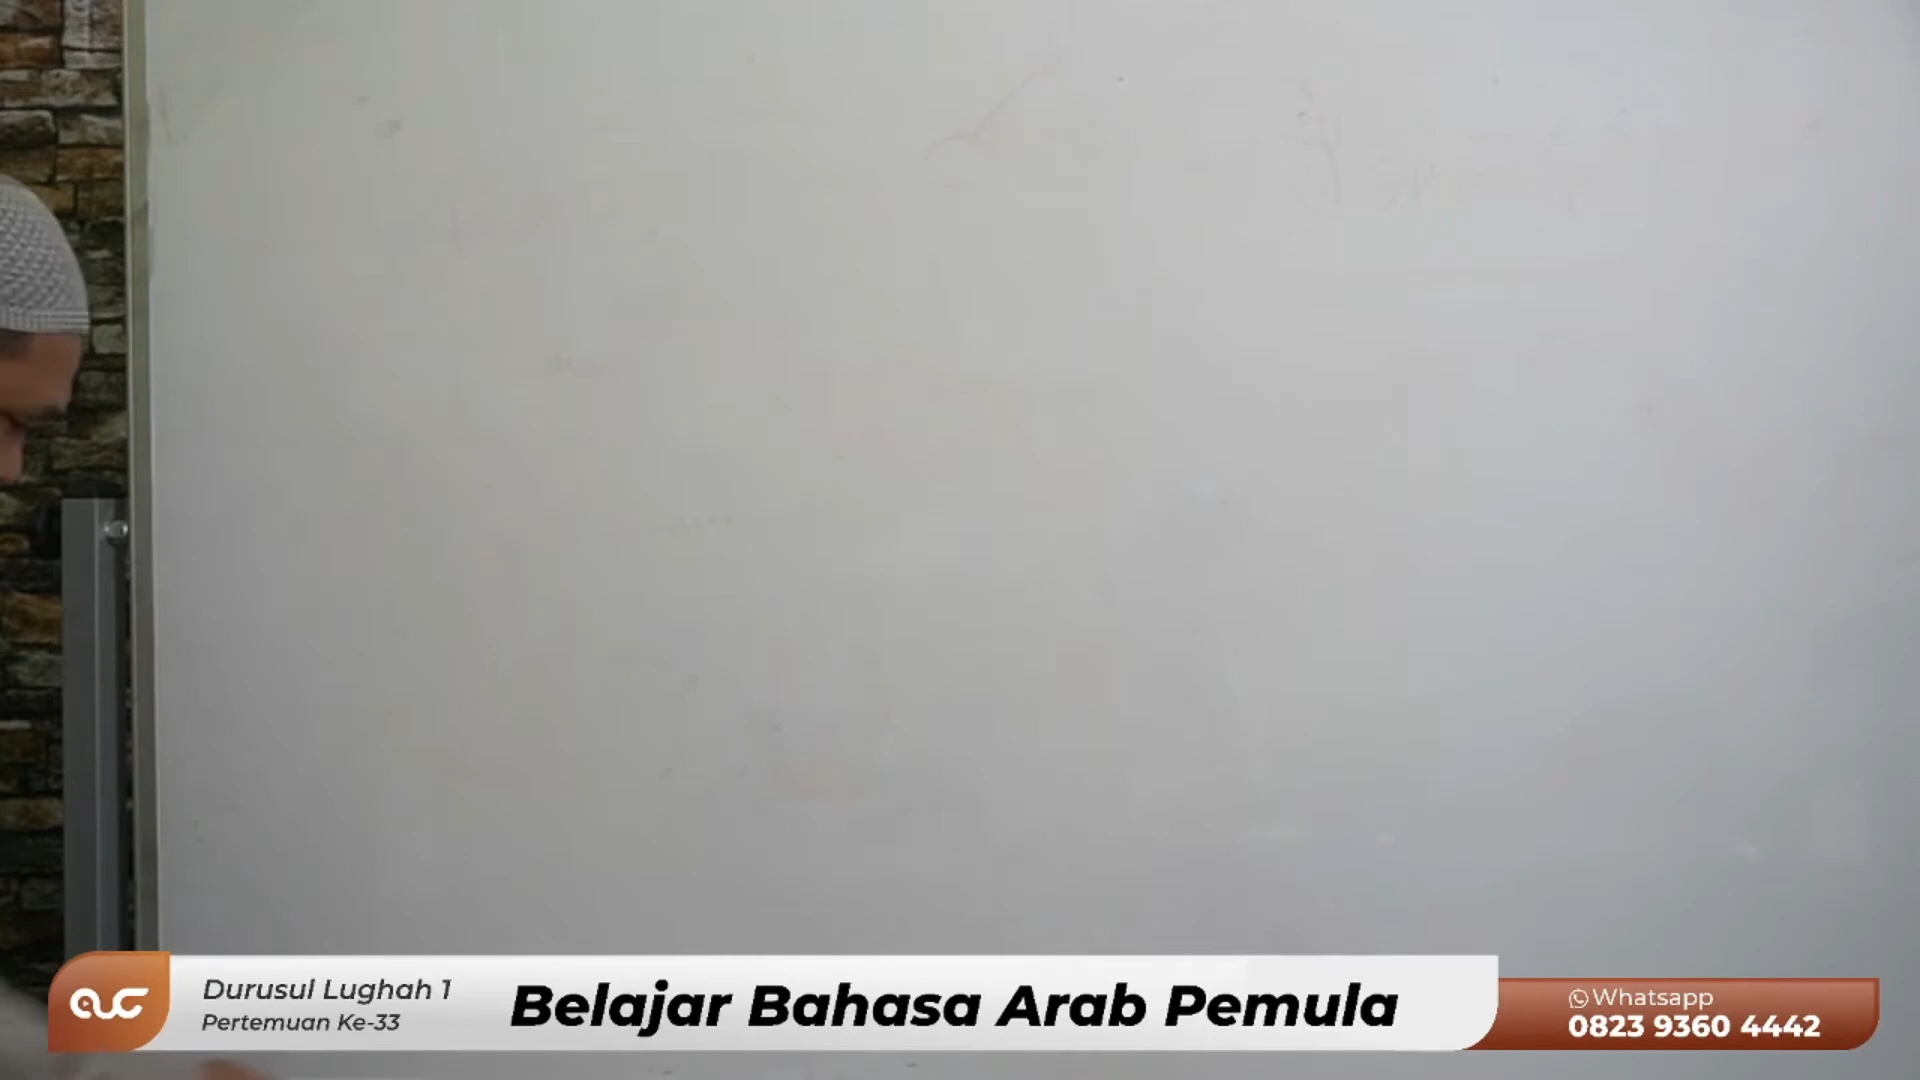 Durusul Lughah 1
Pertemuan Ke-33
Belajar Bahasa Arab Pemula
Whatsapp
0823 9360 4442